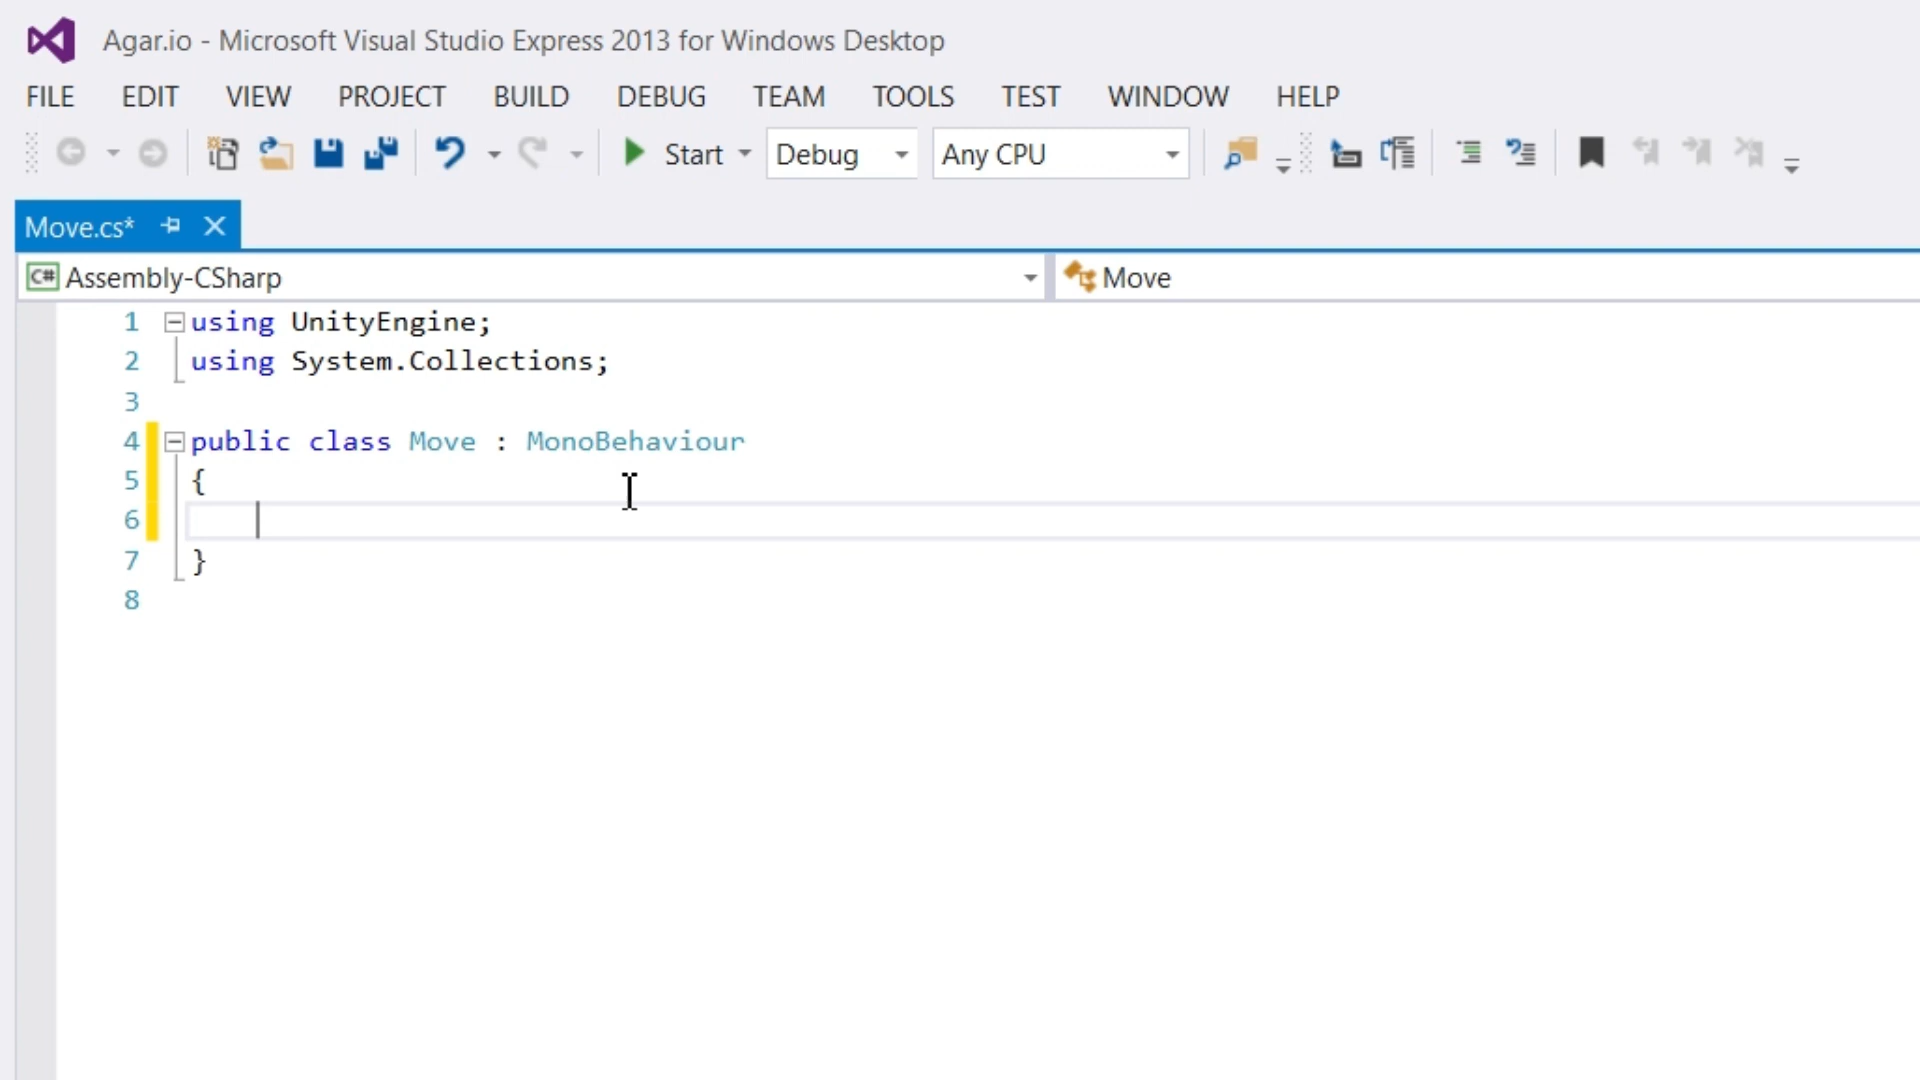 Agar.io - Microsoft Visual Studio Express 2013 for Windows Desktop
FILE EDIT VIEW PROJECT BUILD DEBUG TEAM TOOLS TEST WINDOW HELP
Start Debug Any CPU
Move.cs*
C# Assembly-CSharp Move
1 using UnityEngine;
2 using System.Collections;
3
4 public class Move : MonoBehaviour
5 {
6
7 }
8